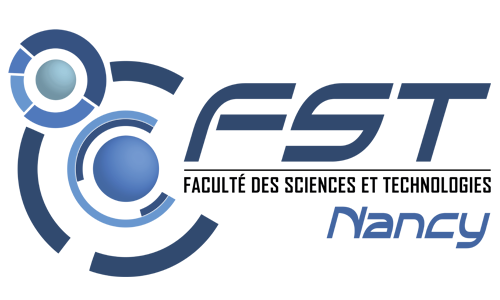 FST
FACULTÉ DES SCIENCES ET TECHNOLOGIES
Nancy